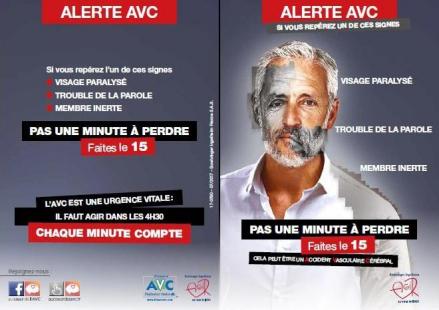 ALERTE AVC
Si vous repérez l'un de ces signes
VISAGE PARALYSÉ
TROUBLE DE LA PAROLE
MEMBRE INERTE
PAS UNE MINUTE À PERDRE
Faites le 15
L'AVC EST UNE URGENCE VITALE :
IL FAUT AGIR DANS LES 4H30
CHAQUE MINUTE COMPTE
Rejoignez-nous
AVC
ALERTE AVC
SI VOUS REPÉREZ UN DE CES SIGNES
VISAGE PARALYSÉ
TROUBLE DE LA PAROLE
MEMBRE INERTE
PAS UNE MINUTE À PERDRE
Faites le 15
CELA PEUT ÊTRE UN ACCIDENT VASCULAIRE CÉRÉBRAL